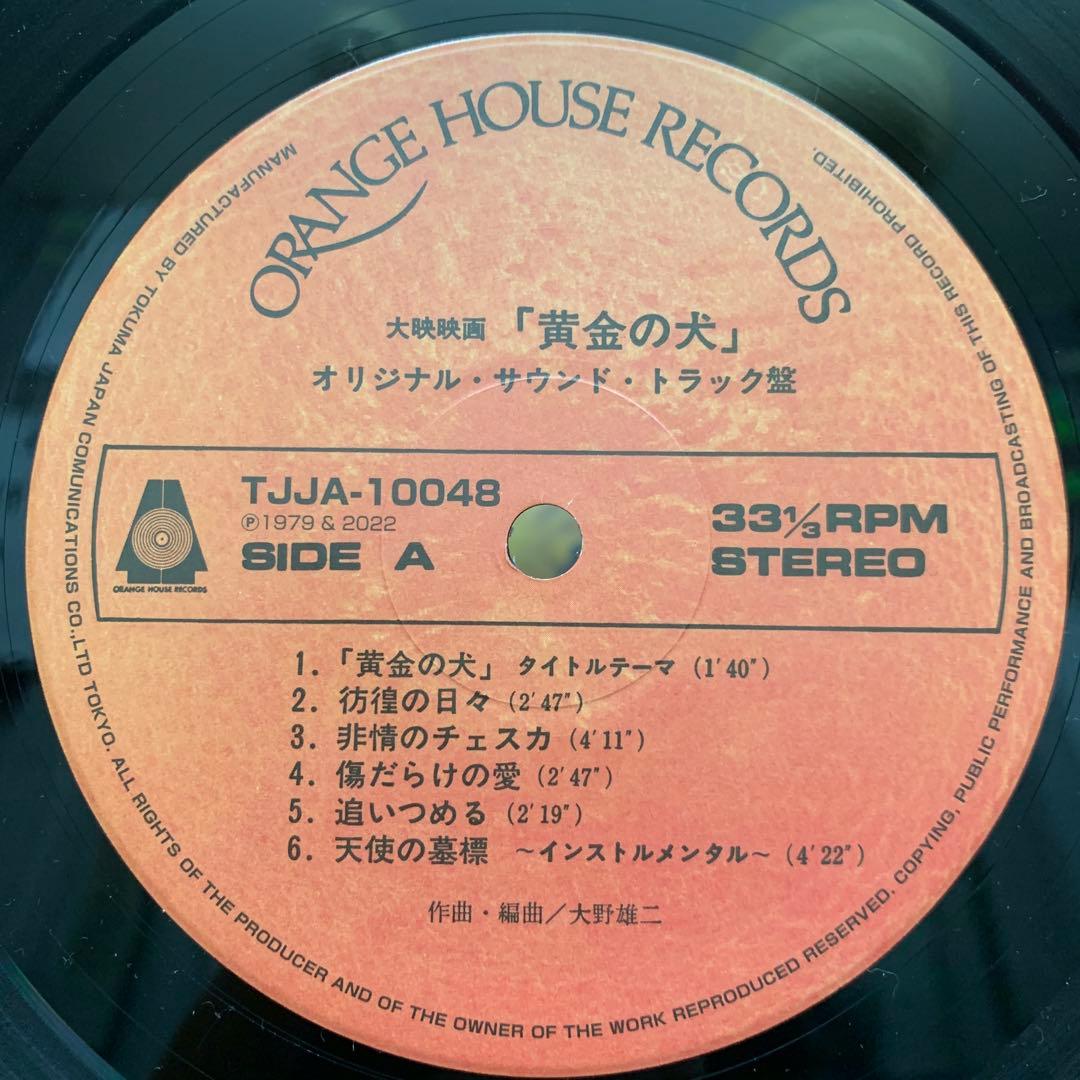 ORANGE HOUSE RECORDS
大映映画 「黄金の犬」
オリジナル・サウンド・トラック盤
TJJA-10048
Ⓟ1979 & 2022
SIDE A
33⅓RPM
STEREO
ORANGE HOUSE RECORDS
1. 「黄金の犬」 タイトルテーマ (1'40")
2. 彷徨の日々 (2'47")
3. 非情のチェスカ (4'11")
4. 傷だらけの愛 (2'47")
5. 追いつめる (2'19")
6. 天使の墓標 ～インストルメンタル～ (4'22")
作曲・編曲／大野雄二
MANUFACTURED BY TOKUMA JAPAN COMUNICATIONS CO.,LTD TOKYO. ALL RIGHTS OF THE PRODUCER AND OF THE OWNER OF THE WORK REPRODUCED RESERVED. COPYING, PUBLIC PERFORMANCE AND BROADCASTING OF THIS RECORD PROHIBITED.